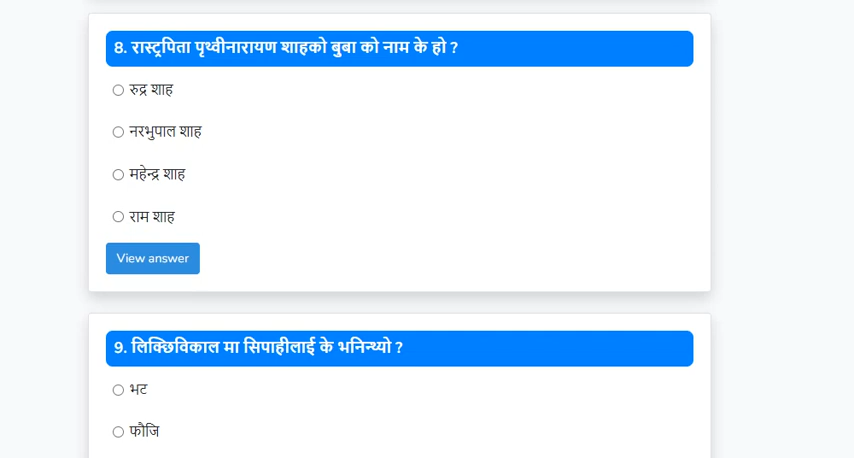 8. रास्ट्रपिता पृथ्वीनारायण शाहको बुबा को नाम के हो ?
रुद्र शाह
नरभुपाल शाह
महेन्द्र शाह
राम शाह
View answer
9. लिच्छिविकाल मा सिपाहीलाई के भनिन्थ्यो ?
भट
फौजि